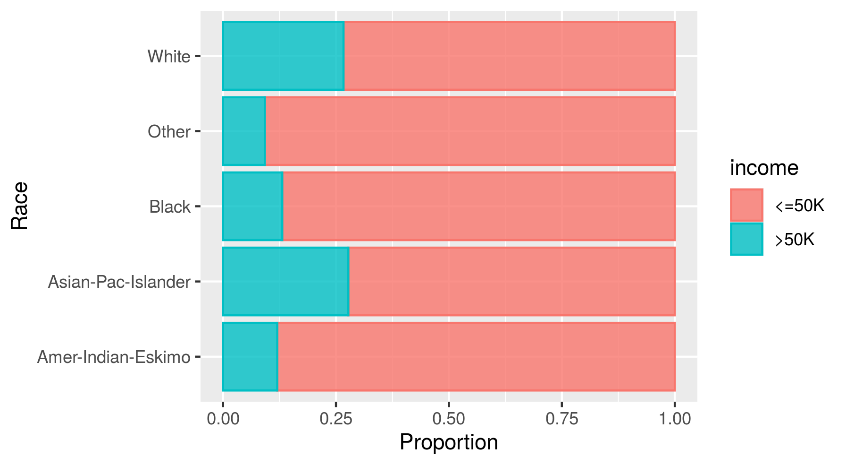 White
Other
Black
Asian-Pac-Islander
Amer-Indian-Eskimo
Race
0.00 0.25 0.50 0.75 1.00
Proportion
income
<=50K
>50K